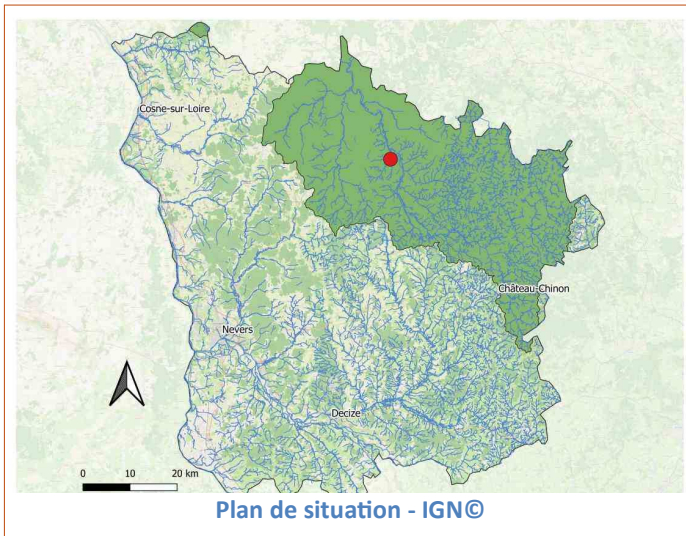 Cosne-sur-Loire
Château-Chinon
Nevers
Decize
0 10 20 km
Plan de situation - IGN©